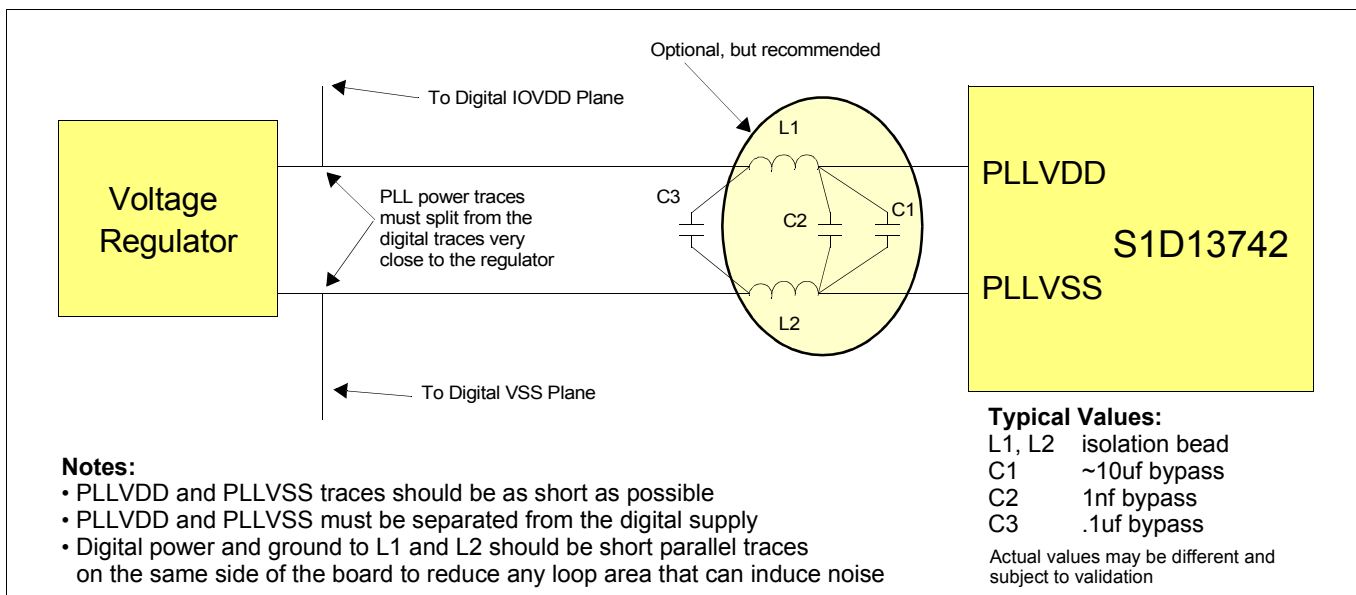 Optional, but recommended
To Digital IOVDD Plane
L1
Voltage
Regulator
PLL power traces
must split from the
digital traces very
close to the regulator
C3
C2
C1
PLLVDD
S1D13742
PLLVSS
L2
To Digital VSS Plane
Notes:
• PLLVDD and PLLVSS traces should be as short as possible
• PLLVDD and PLLVSS must be separated from the digital supply
• Digital power and ground to L1 and L2 should be short parallel traces
on the same side of the board to reduce any loop area that can induce noise
Typical Values:
L1, L2 isolation bead
C1 ~10uf bypass
C2 1nf bypass
C3 .1uf bypass
Actual values may be different and
subject to validation